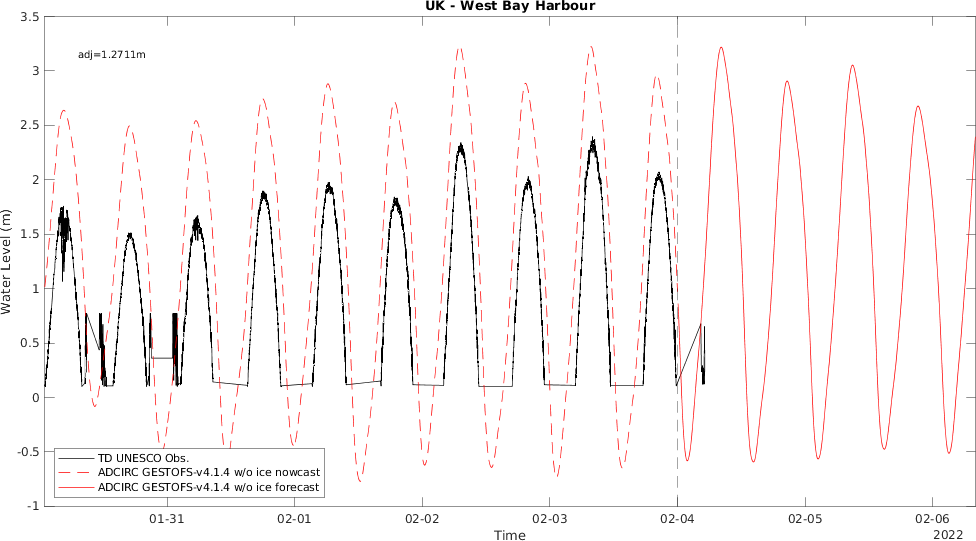 UK - West Bay Harbour
adj=1.2711m
Water Level (m)
3.5
3
2.5
2
1.5
1
0.5
0
-0.5
-1
TD UNESCO Obs.
ADCIRC GESTOFS-v4.1.4 w/o ice nowcast
ADCIRC GESTOFS-v4.1.4 w/o ice forecast
01-31 02-01 02-02 02-03 02-04 02-05 02-06
Time
2022